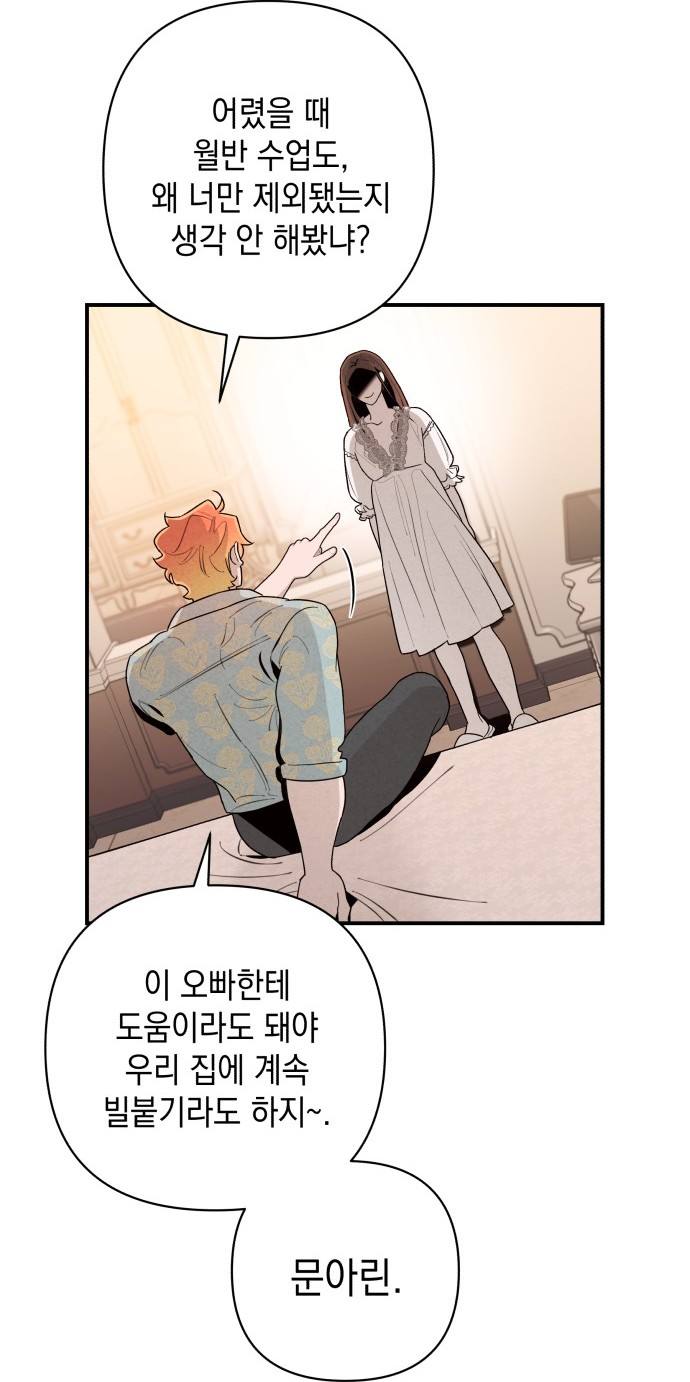 어렸을 때
월반 수업도,
왜 너만 제외됐는지
생각 안 해봤냐?
이 오빠한테
도움이라도 돼야
우리 집에 계속
빌붙기라도 하지~.
문아린.